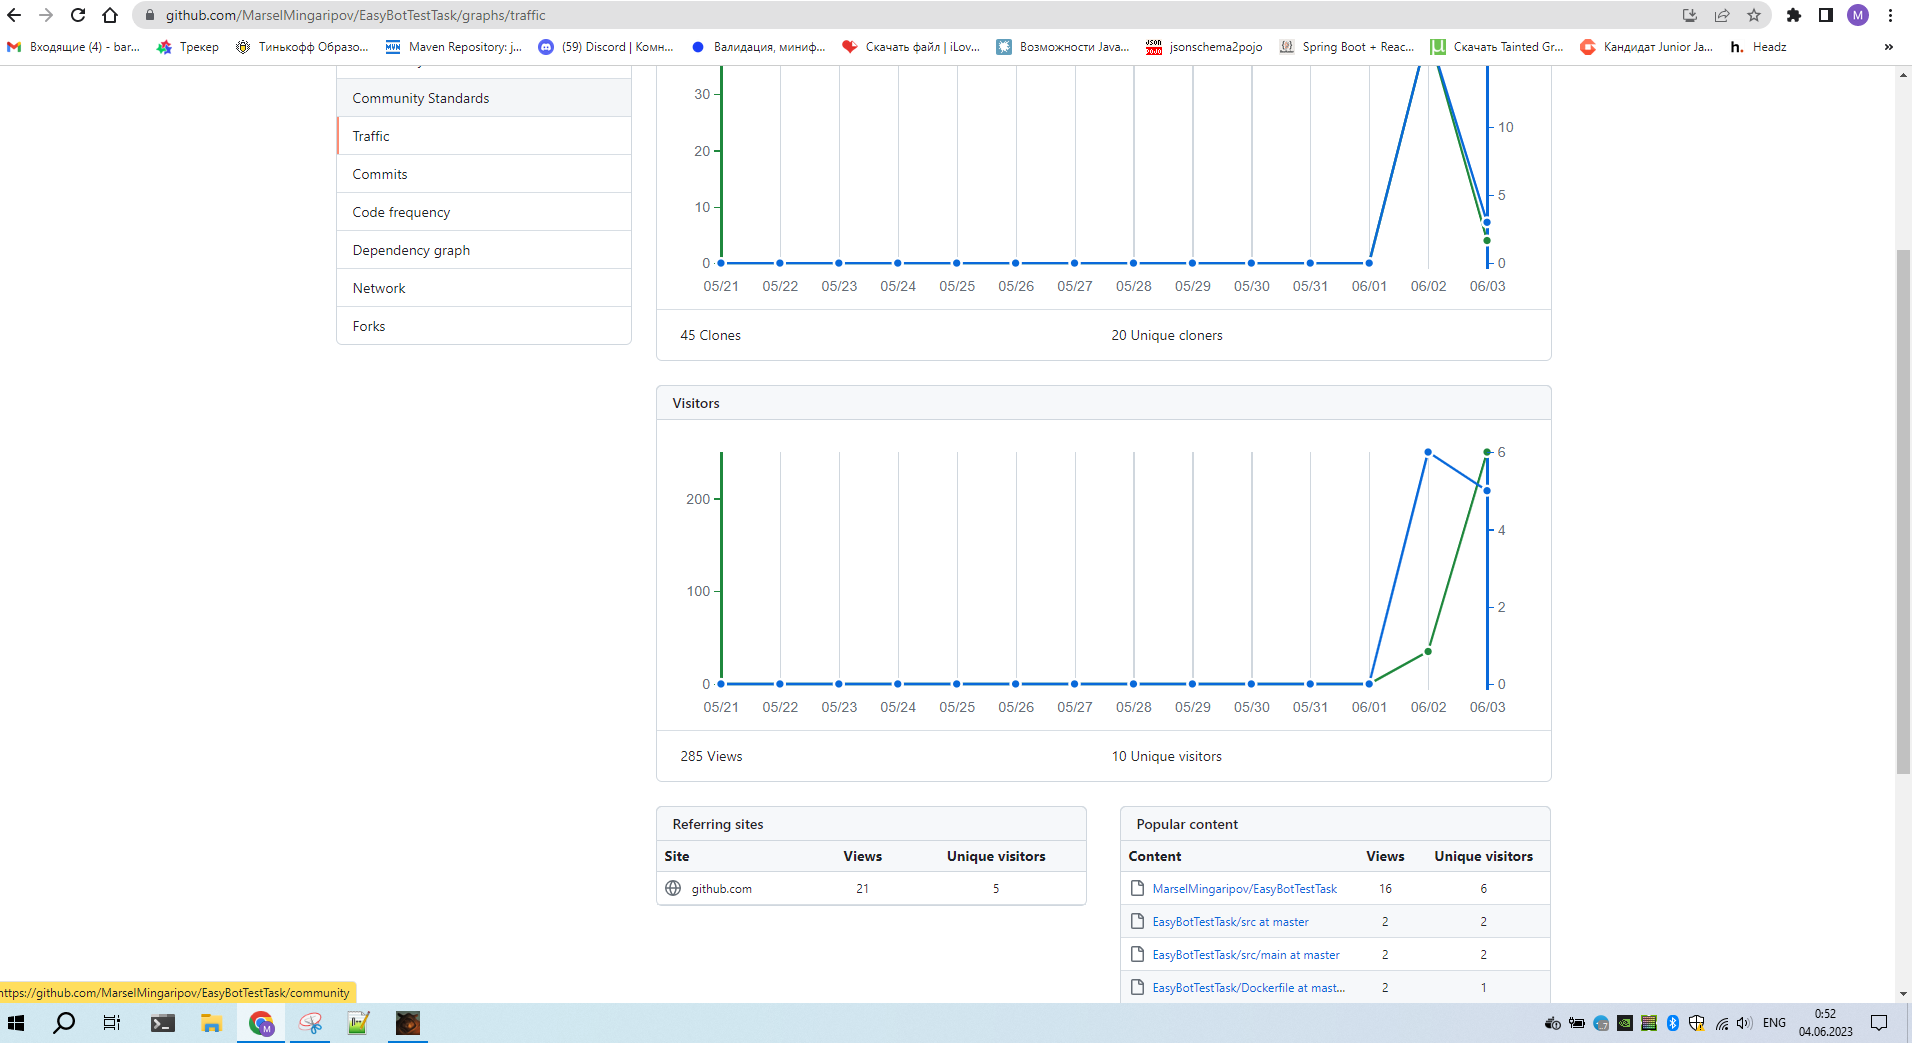 github.com/MarselMingaripov/EasyBotTestTask/graphs/traffic
M
Входящие (4) - bar... Трекер Тинькофф Образо... Maven Repository: j... (59) Discord | Комн... Валидация, миниф... Скачать файл | iLov... Возможности Java... jsonschema2pojo Spring Boot + Reac... Скачать Tainted Gr... Кандидат Junior Ja... Headz »
Community Standards
Traffic
Commits
Code frequency
Dependency graph
Network
Forks
30
20
10
0
10
5
0
05/21 05/22 05/23 05/24 05/25 05/26 05/27 05/28 05/29 05/30 05/31 06/01 06/02 06/03
45 Clones 20 Unique cloners
Visitors
200
100
0
6
4
2
0
05/21 05/22 05/23 05/24 05/25 05/26 05/27 05/28 05/29 05/30 05/31 06/01 06/02 06/03
285 Views 10 Unique visitors
Referring sites
Site Views Unique visitors
github.com 21 5
Popular content
Content Views Unique visitors
MarselMingaripov/EasyBotTestTask 16 6
EasyBotTestTask/src at master 2 2
EasyBotTestTask/src/main at master 2 2
EasyBotTestTask/Dockerfile at mast... 2 1
https://github.com/MarselMingaripov/EasyBotTestTask/community
M
ENG
0:52
04.06.2023